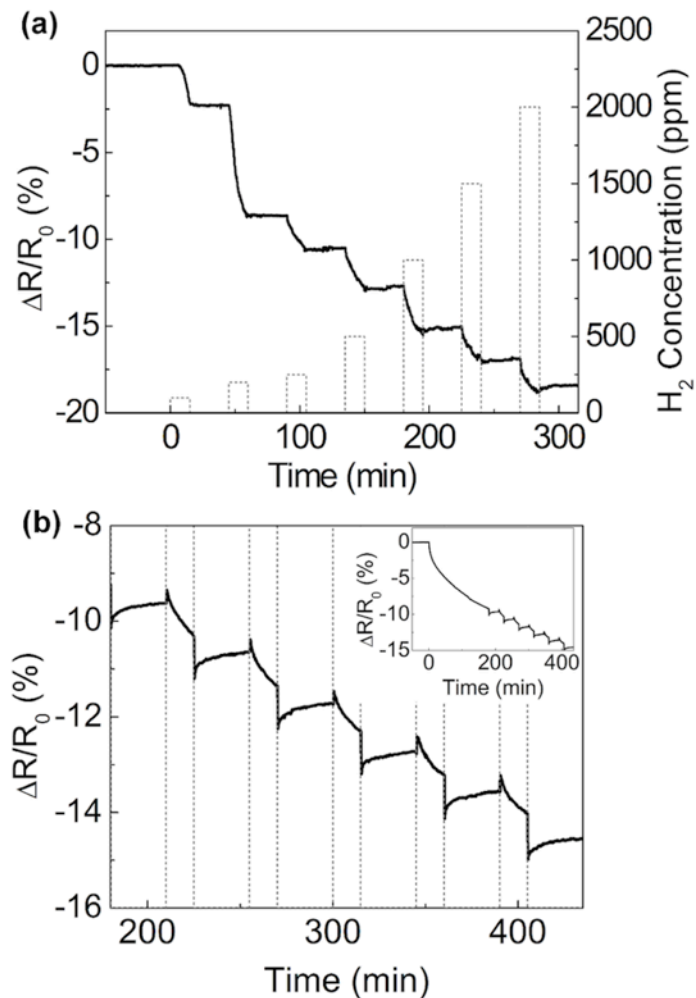 (a)
0
-5
-10
-15
-20
ΔR/R₀ (%)
2500
2000
1500
1000
500
0
H₂ Concentration (ppm)
0 100 200 300
Time (min)
(b)
-8
-10
-12
-14
-16
ΔR/R₀ (%)
200 300 400
Time (min)
0
-5
-10
-15
ΔR/R₀ (%)
0 200 400
Time (min)